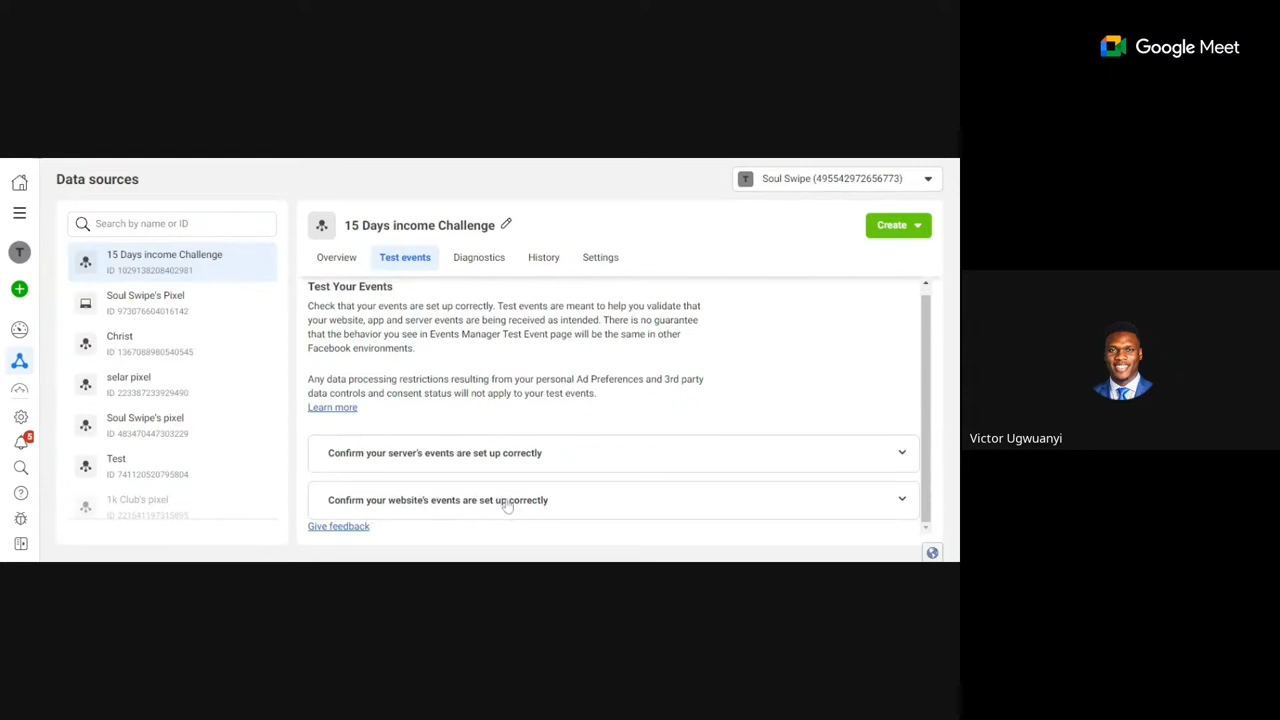 Google Meet
Data sources
T
Soul Swipe (495542972656773)
Search by name or ID
15 Days income Challenge
ID 1029138208402981
Soul Swipe's Pixel
ID 973076604016142
Christ
ID 1367088980540545
selar pixel
ID 223387233929490
Soul Swipe's pixel
ID 483470447303229
Test
ID 741120520795804
1k Club's pixel
ID 221541197315895
T
5
15 Days income Challenge
Create
Overview
Test events
Diagnostics
History
Settings
Test Your Events
Check that your events are set up correctly. Test events are meant to help you validate that
your website, app and server events are being received as intended. There is no guarantee
that the behavior you see in Events Manager Test Event page will be the same in other
Facebook environments.
Any data processing restrictions resulting from your personal Ad Preferences and 3rd party
data controls and consent status will not apply to your test events.
Learn more
Confirm your server's events are set up correctly
Confirm your website's events are set up correctly
Give feedback
Victor Ugwuanyi